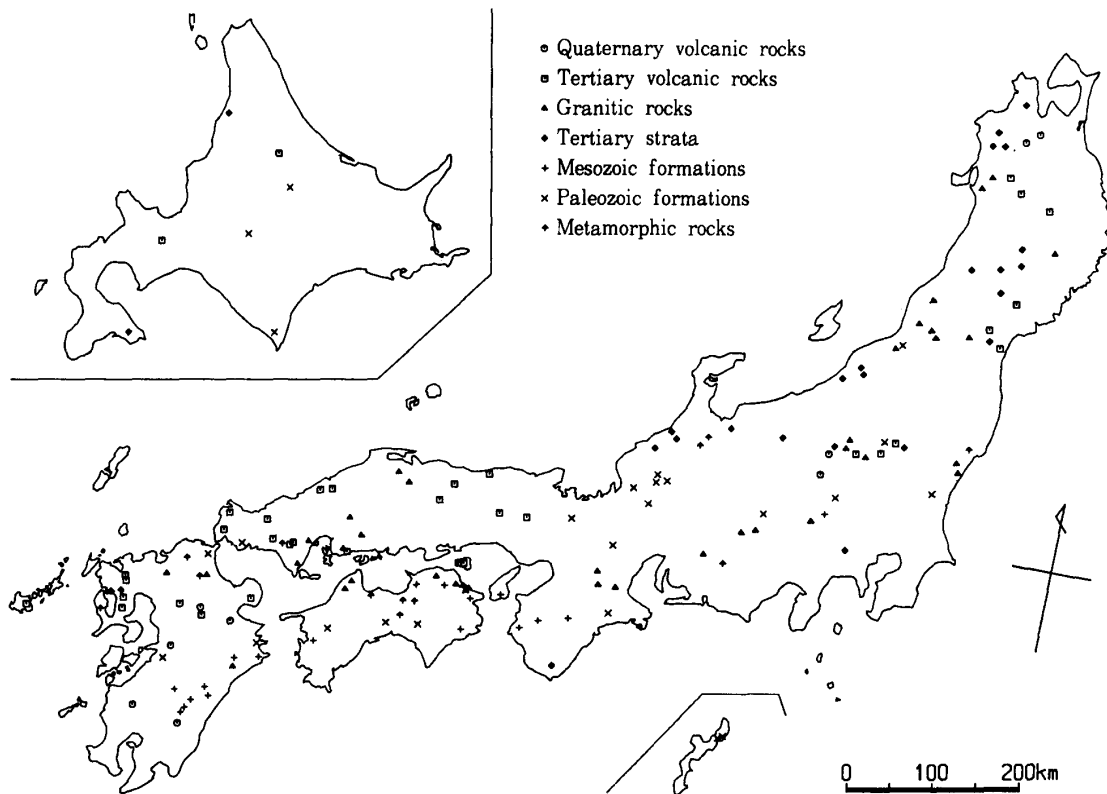 Quaternary volcanic rocks
Tertiary volcanic rocks
Granitic rocks
Tertiary strata
Mesozoic formations
Paleozoic formations
Metamorphic rocks
0 100 200km